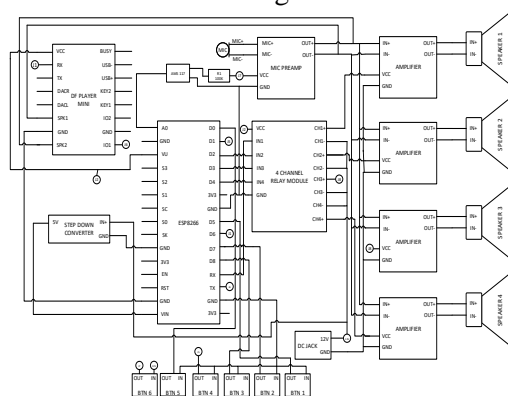 VCC
RX
TX
DACR
DACL
SPK1
GND
SPK2
BUSY
USB-
USB+
KEY2
KEY1
IO2
GND
IO1
DF PLAYER
MINI
MIC
MIC+
MIC-
R1
MIC+
MIC-
VCC
GND
OUT+
OUT-
MIC PREAMP
IN+
IN-
VCC
GND
OUT+
OUT-
AMPLIFIER
IN+
IN-
SPEAKER 1
IN+
IN-
VCC
GND
OUT+
OUT-
AMPLIFIER
IN+
IN-
SPEAKER 2
IN+
IN-
VCC
GND
OUT+
OUT-
AMPLIFIER
IN+
IN-
SPEAKER 3
IN+
IN-
VCC
GND
OUT+
OUT-
AMPLIFIER
IN+
IN-
SPEAKER 4
A0
GND
VU
S3
S2
S1
SC
SO
SK
GND
3V3
EN
RST
GND
VIN
ESP8266
D0
D1
D2
D3
D4
3V3
GND
D5
D6
D7
D8
RX
TX
GND
3V3
VCC
IN1
IN2
IN3
IN4
GND
4 CHANNEL
RELAY MODULE
CH1+
CH1-
CH2+
CH2-
CH3+
CH3-
CH4-
CH4+
5V
STEP DOWN
CONVERTER
IN+
GND
DC JACK
12V
GND
OUT IN
BTN 6
OUT IN
BTN 5
OUT IN
BTN 4
OUT IN
BTN 3
OUT IN
BTN 2
OUT IN
BTN 1